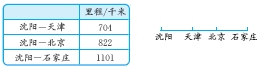 里程/千米
沈阳—天津 704
沈阳—北京 822
沈阳—石家庄 1101
沈阳 天津 北京 石家庄